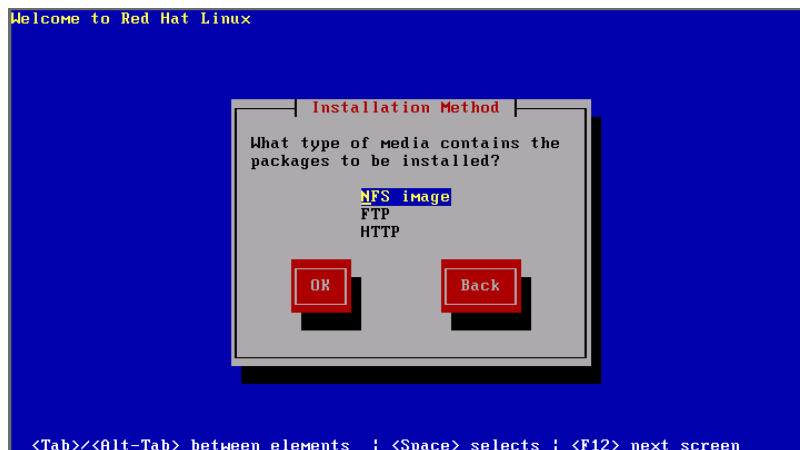 Welcome to Red Hat Linux
Installation Method
What type of media contains the
packages to be installed?
NFS image
FTP
HTTP
OK Back
<Tab>/<Alt-Tab> between elements ¦ <Space> selects ¦ <F12> next screen